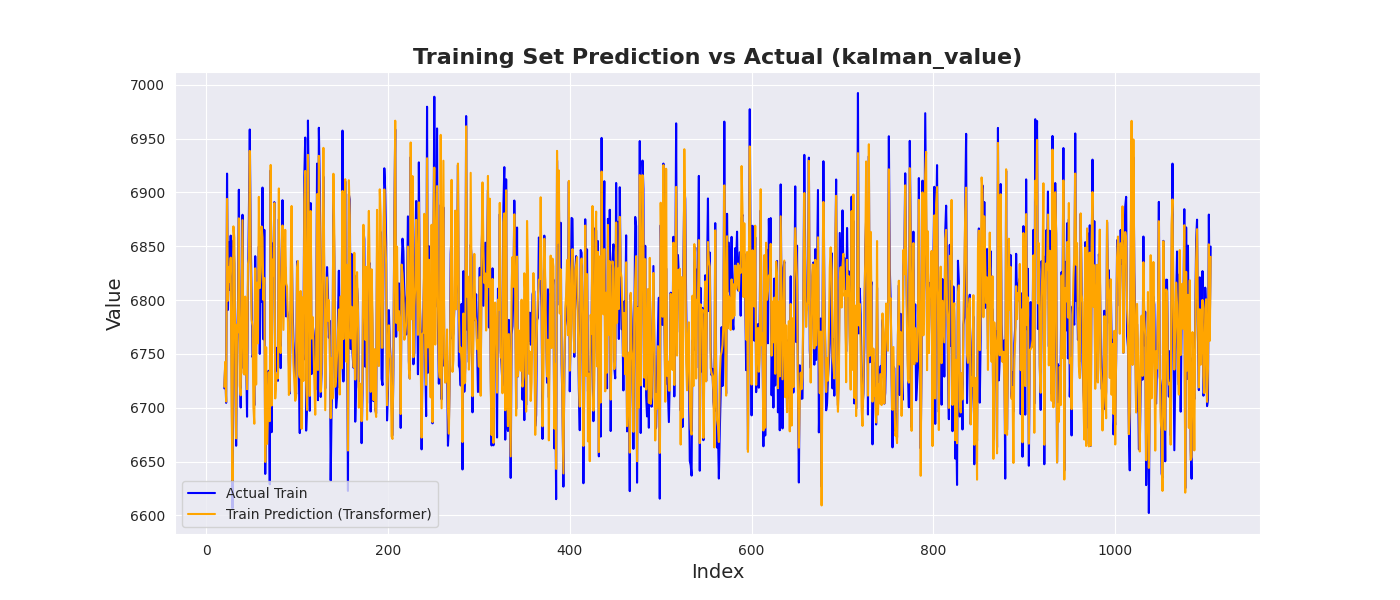 Training Set Prediction vs Actual (kalman_value)
7000
6950
6900
6850
6800
6750
6700
6650
6600
Value
Actual Train
Train Prediction (Transformer)
0 200 400 600 800 1000
Index